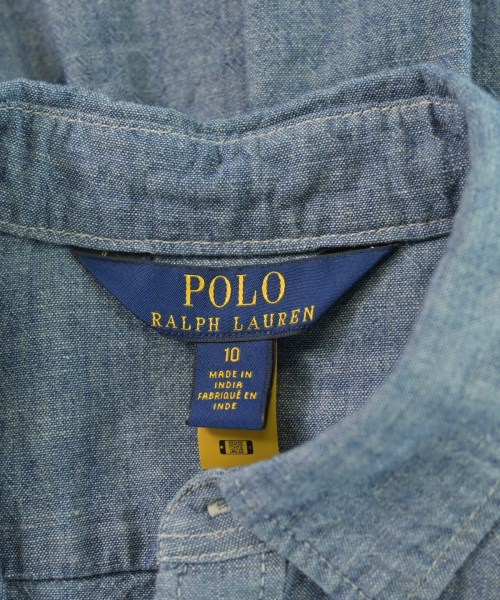 POLO
RALPH LAUREN
10
MADE IN
INDIA
FABRIQUÉ EN
INDE